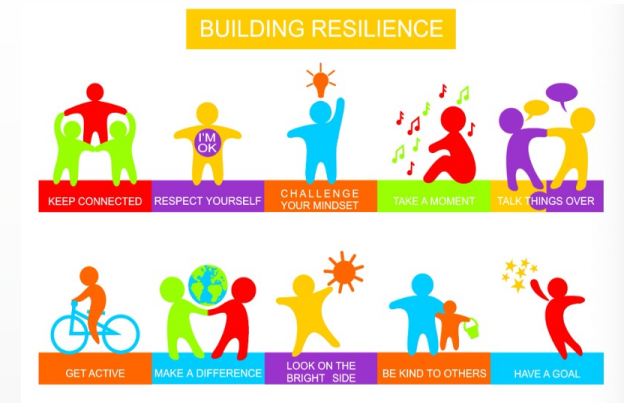 BUILDING RESILIENCE
I'M
OK
KEEP CONNECTED
RESPECT YOURSELF
CHALLENGE
YOUR MINDSET
TAKE A MOMENT
TALK THINGS OVER
GET ACTIVE
MAKE A DIFFERENCE
LOOK ON THE
BRIGHT SIDE
BE KIND TO OTHERS
HAVE A GOAL